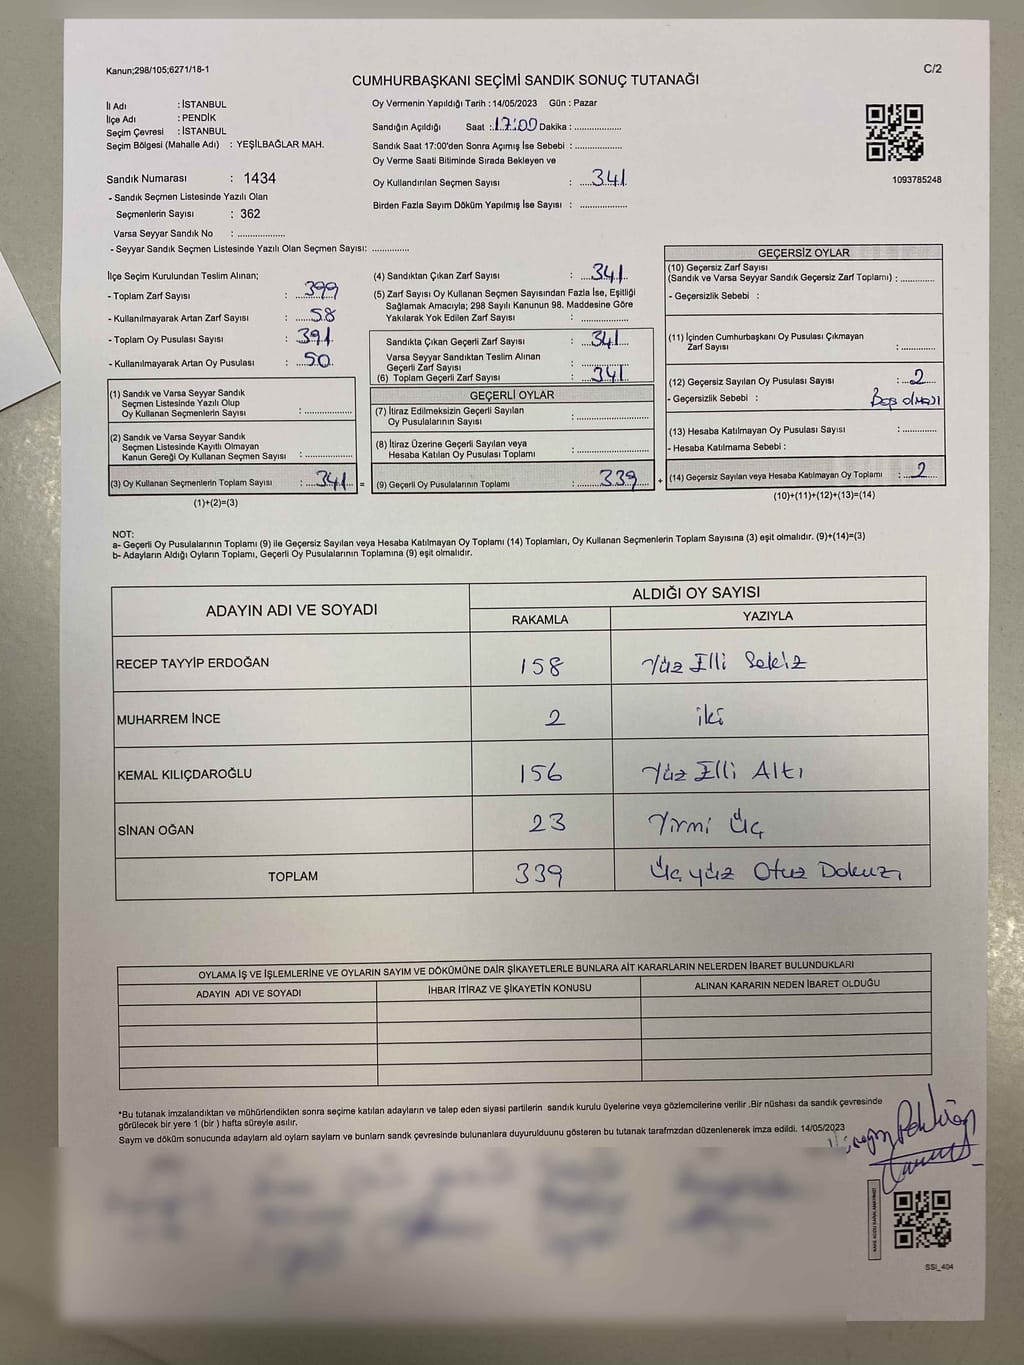 Kanun;298/105;6271/18-1
C/2
CUMHURBAŞKANI SEÇİMİ SANDIK SONUÇ TUTANAĞI
İl Adı : İSTANBUL
İlçe Adı : PENDİK
Seçim Çevresi : İSTANBUL
Seçim Bölgesi (Mahalle Adı) : YEŞİLBAĞLAR MAH.
Sandık Numarası : 1434
- Sandık Seçmen Listesinde Yazılı Olan
Seçmenlerin Sayısı : 362
Varsa Seyyar Sandık No : ..................
- Seyyar Sandık Seçmen Listesinde Yazılı Olan Seçmen Sayısı: ..............
Oy Vermenin Yapıldığı Tarih : 14/05/2023 Gün : Pazar
Sandığın Açıldığı Saat : 17:00 Dakika : ..................
Sandık Saat 17:00'den Sonra Açımış İse Sebebi : ..................
Oy Verme Saati Bitiminde Sırada Bekleyen ve
Oy Kullandırılan Seçmen Sayısı : 341
Birden Fazla Sayım Döküm Yapılmış İse Sayısı : ..................
1093785248
İlçe Seçim Kurulundan Teslim Alınan;
- Toplam Zarf Sayısı : 399
- Kullanılmayarak Artan Zarf Sayısı : 58
- Toplam Oy Pusulası Sayısı : 391
- Kullanılmayarak Artan Oy Pusulası : 50
(1) Sandık ve Varsa Seyyar Sandık
Seçmen Listesinde Yazılı Olup
Oy Kullanan Seçmenlerin Sayısı : ..................
(2) Sandık ve Varsa Seyyar Sandık
Seçmen Listesinde Kayıtlı Olmayan
Kanun Gereği Oy Kullanan Seçmen Sayısı : ..................
(3) Oy Kullanan Seçmenlerin Toplam Sayısı : 341 =
(1)+(2)=(3)
(4) Sandıktan Çıkan Zarf Sayısı : 341
(5) Zarf Sayısı Oy Kullanan Seçmen Sayısından Fazla İse, Eşitliği
Sağlamak Amacıyla; 298 Sayılı Kanunun 98. Maddesine Göre
Yakılarak Yok Edilen Zarf Sayısı : ..................
Sandıkta Çıkan Geçerli Zarf Sayısı : 341
Varsa Seyyar Sandıktan Teslim Alınan
Geçerli Zarf Sayısı : ..................
(6) Toplam Geçerli Zarf Sayısı : 341
GEÇERLİ OYLAR
(7) İtiraz Edilmeksizin Geçerli Sayılan
Oy Pusulalarının Sayısı : ..................
(8) İtiraz Üzerine Geçerli Sayılan veya
Hesaba Katılan Oy Pusulası Toplamı : ..................
(9) Geçerli Oy Pusulalarının Toplamı : 339 +
GEÇERSİZ OYLAR
(10) Geçersiz Zarf Sayısı
(Sandık ve Varsa Seyyar Sandık Geçersiz Zarf Toplamı) : .............
- Geçersizlik Sebebi :
(11) İçinden Cumhurbaşkanı Oy Pusulası Çıkmayan
Zarf Sayısı : .............
(12) Geçersiz Sayılan Oy Pusulası Sayısı : 2
- Geçersizlik Sebebi :
(13) Hesaba Katılmayan Oy Pusulası Sayısı : .............
- Hesaba Katılmama Sebebi :
(14) Geçersiz Sayılan veya Hesaba Katılmayan Oy Toplamı : 2
(10)+(11)+(12)+(13)=(14)
NOT:
a- Geçerli Oy Pusulalarının Toplamı (9) ile Geçersiz Sayılan veya Hesaba Katılmayan Oy Toplamı (14) Toplamları, Oy Kullanan Seçmenlerin Toplam Sayısına (3) eşit olmalıdır. (9)+(14)=(3)
b- Adayların Aldığı Oyların Toplamı, Geçerli Oy Pusulalarının Toplamına (9) eşit olmalıdır.
ADAYIN ADI VE SOYADI
ALDIĞI OY SAYISI
RAKAMLA YAZIYLA
RECEP TAYYİP ERDOĞAN 158 Yüz Elli Sekiz
MUHARREM İNCE 2 iki
KEMAL KILIÇDAROĞLU 156 Yüz Elli Altı
SİNAN OĞAN 23 Yirmi Üç
TOPLAM 339 Üç yüz Otuz Dokuz
OYLAMA İŞ VE İŞLEMLERİNE VE OYLARIN SAYIM VE DÖKÜMÜNE DAİR ŞİKAYETLERLE BUNLARA AİT KARARLARIN NELERDEN İBARET BULUNDUKLARI
ADAYIN ADI VE SOYADI İHBAR İTİRAZ VE ŞİKAYETİN KONUSU ALINAN KARARIN NEDEN İBARET OLDUĞU
*Bu tutanak imzalandıktan ve mühürlendikten sonra seçime katılan adayların ve talep eden siyasi partilerin sandık kurulu üyelerine veya gözlemcilerine verilir .Bir nüshası da sandık çevresinde
görülecek bir yere 1 (bir ) hafta süreyle asılır.
Sayım ve döküm sonucunda adayların ald oyların sayları ve bunların sandk çevresinde bulunanlara duyurulduunu gösteren bu tutanak tarafmzdan düzenlenerek imza edildi. 14/05/2023
SSI_404